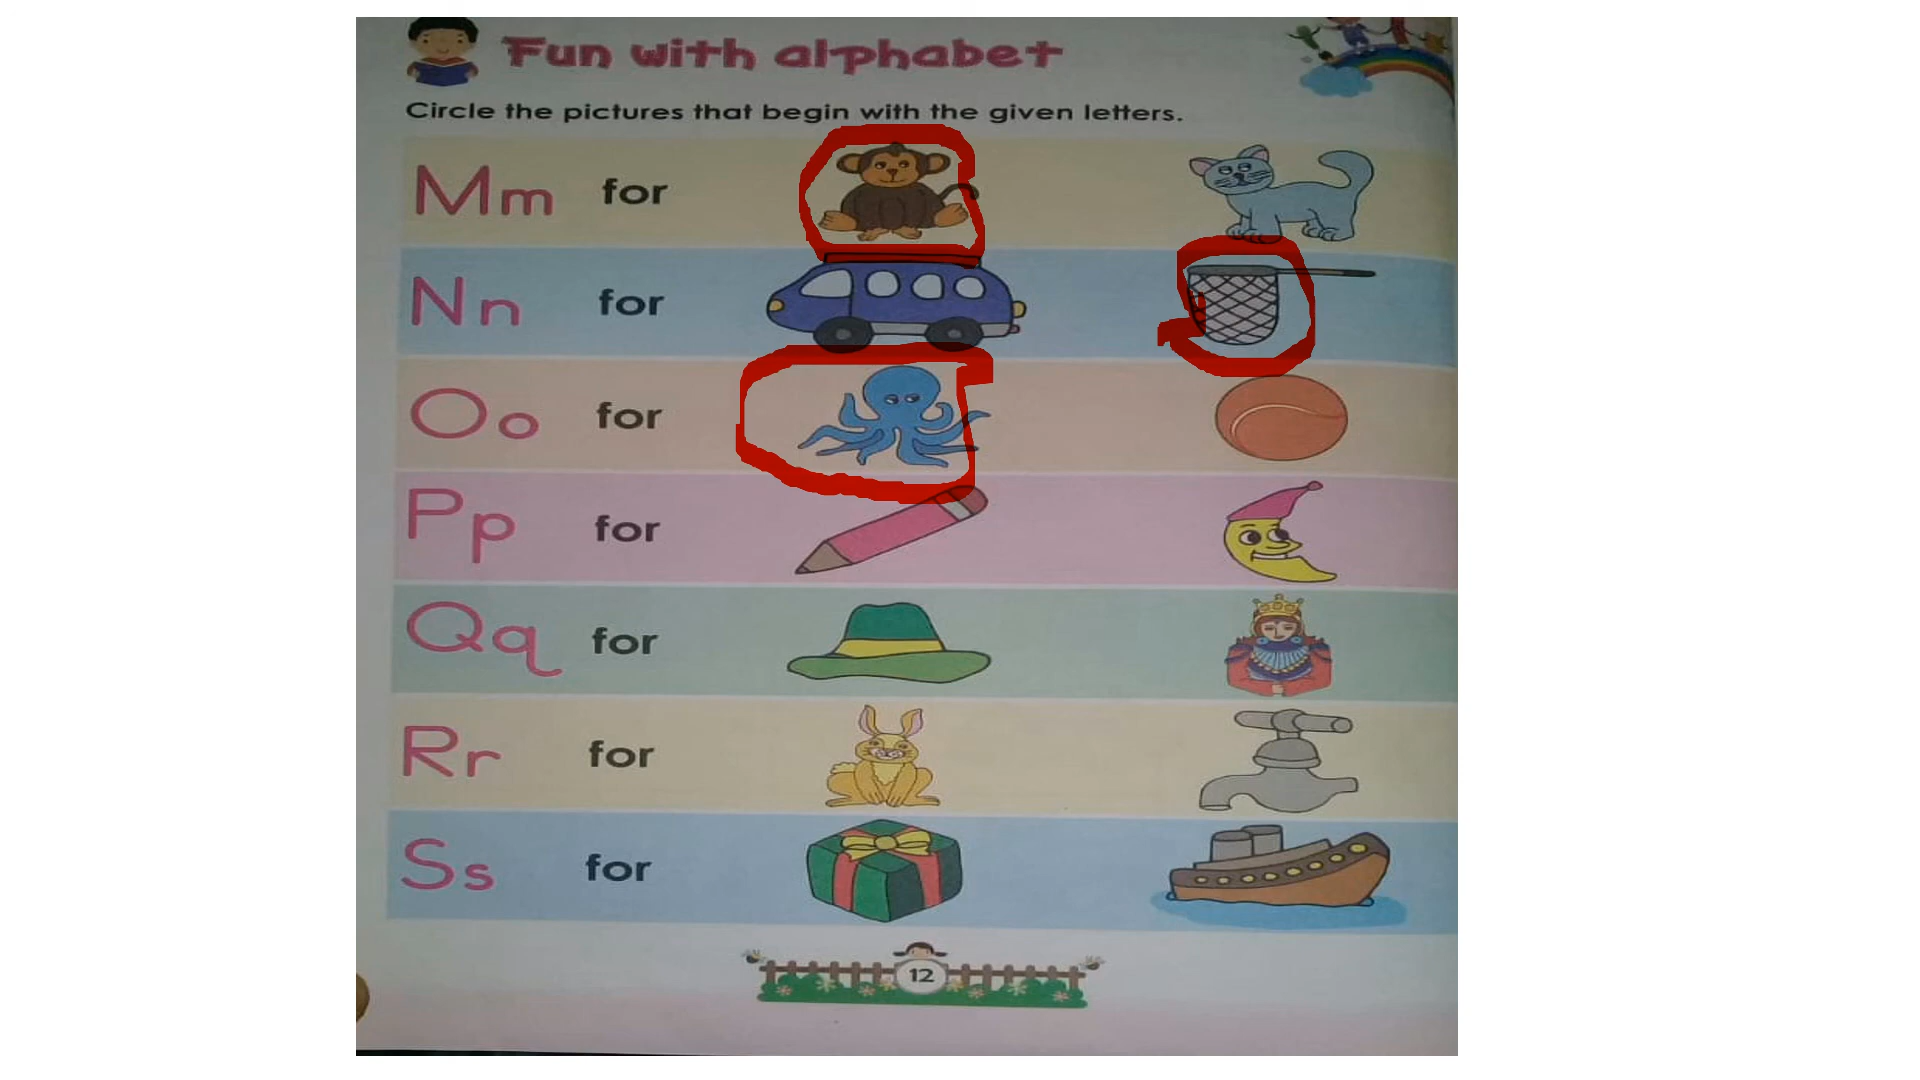 Fun with alphabet
Circle the pictures that begin with the given letters.
Mm for
Nn for
Oo for
Pp for
Qq for
Rr for
Ss for
12